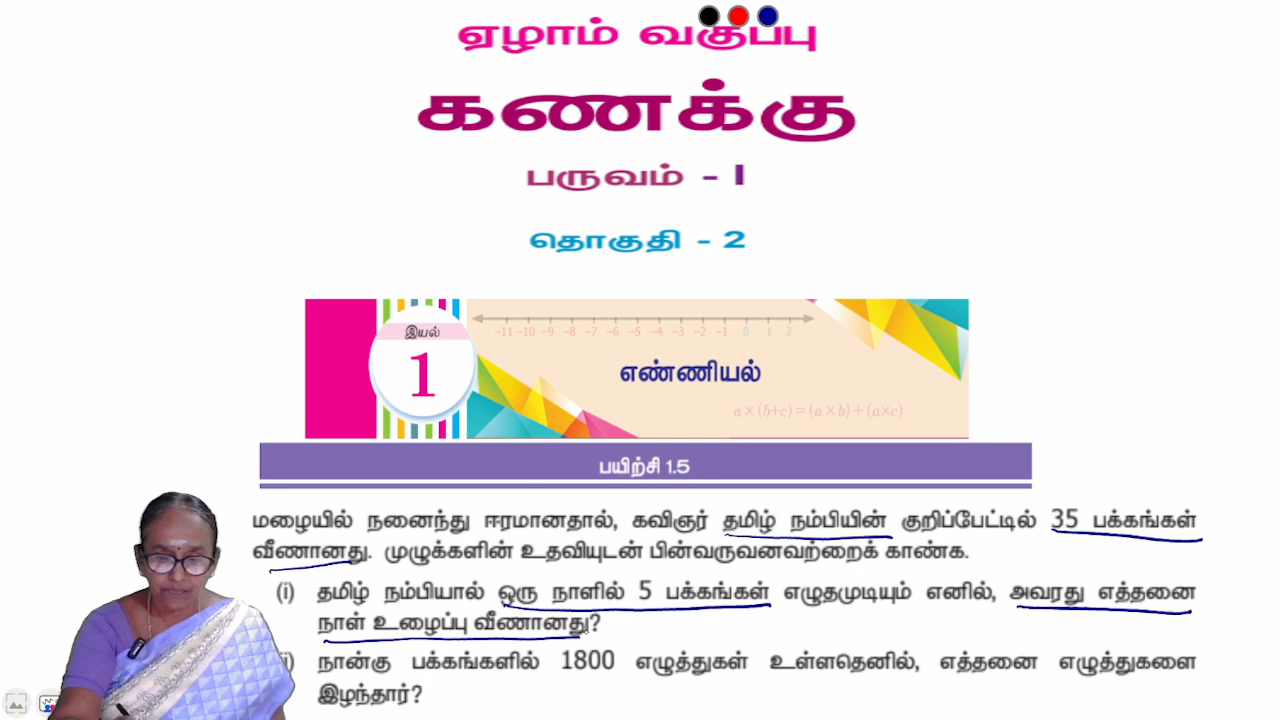 ஏழாம் வகுப்பு
கணக்கு
பருவம் - I
தொகுதி - 2
இயல்
1
−11 −10 −9 −8 −7 −6 −5 −4 −3 −2 −1 0 1 2
எண்ணியல்
a × (b+c) = (a × b) + (a×c)
பயிற்சி 1.5
மழையில் நனைந்து ஈரமானதால், கவிஞர் தமிழ் நம்பியின் குறிப்பேட்டில் 35 பக்கங்கள்
வீணானது. முழுக்களின் உதவியுடன் பின்வருவனவற்றைக் காண்க.
(i) தமிழ் நம்பியால் ஒரு நாளில் 5 பக்கங்கள் எழுதமுடியும் எனில், அவரது எத்தனை
நாள் உழைப்பு வீணானது?
நான்கு பக்கங்களில் 1800 எழுத்துகள் உள்ளதெனில், எத்தனை எழுத்துகளை
இழந்தார்?